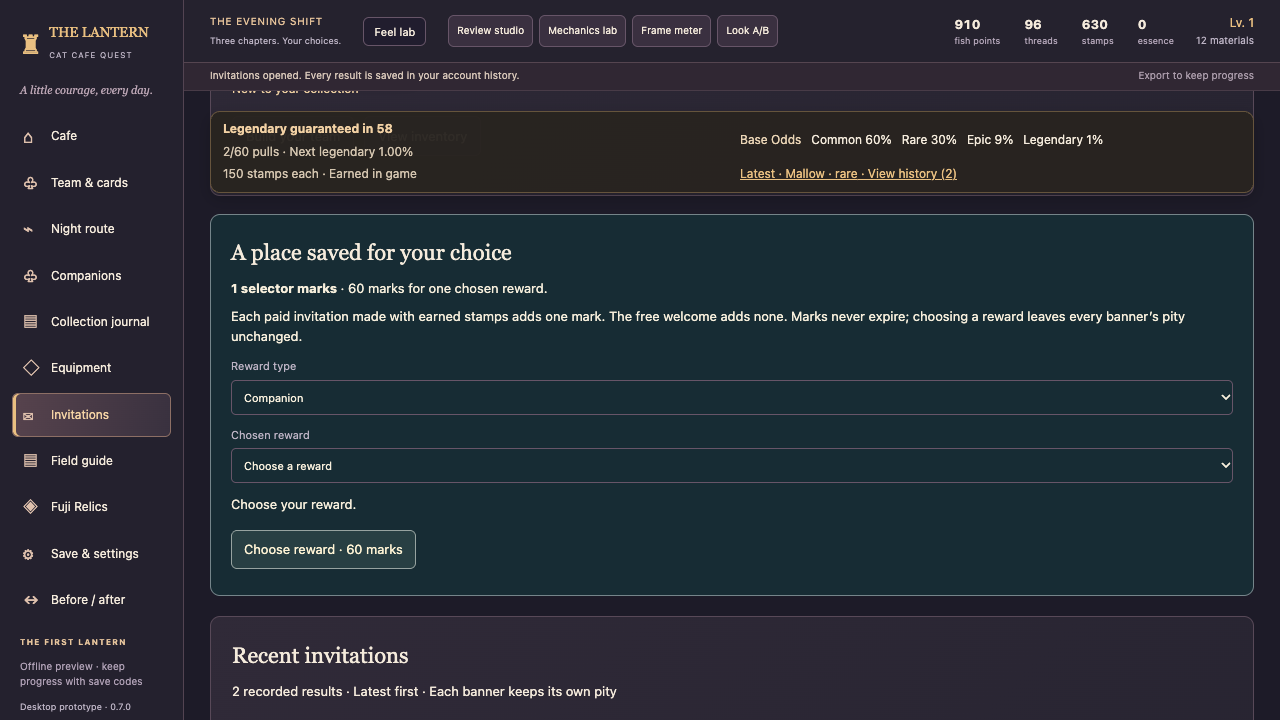 THE LANTERN
CAT CAFE QUEST
A little courage, every day.
Cafe
Team & cards
Night route
Companions
Collection journal
Equipment
Invitations
Field guide
Fuji Relics
Save & settings
Before / after
THE FIRST LANTERN
Offline preview · keep
progress with save codes
Desktop prototype · 0.7.0
THE EVENING SHIFT
Three chapters. Your choices.
Feel lab
Review studio
Mechanics lab
Frame meter
Look A/B
910
fish points
96
threads
630
stamps
0
essence
Lv. 1
12 materials
Invitations opened. Every result is saved in your account history.
Export to keep progress
New to your collection
Legendary guaranteed in 58
2/60 pulls · Next legendary 1.00%
150 stamps each · Earned in game
Base Odds Common 60% Rare 30% Epic 9% Legendary 1%
Latest · Mallow · rare · View history (2)
A place saved for your choice
1 selector marks · 60 marks for one chosen reward.
Each paid invitation made with earned stamps adds one mark. The free welcome adds none. Marks never expire; choosing a reward leaves every banner's pity
unchanged.
Reward type
Companion
Chosen reward
Choose a reward
Choose your reward.
Choose reward · 60 marks
Recent invitations
2 recorded results · Latest first · Each banner keeps its own pity